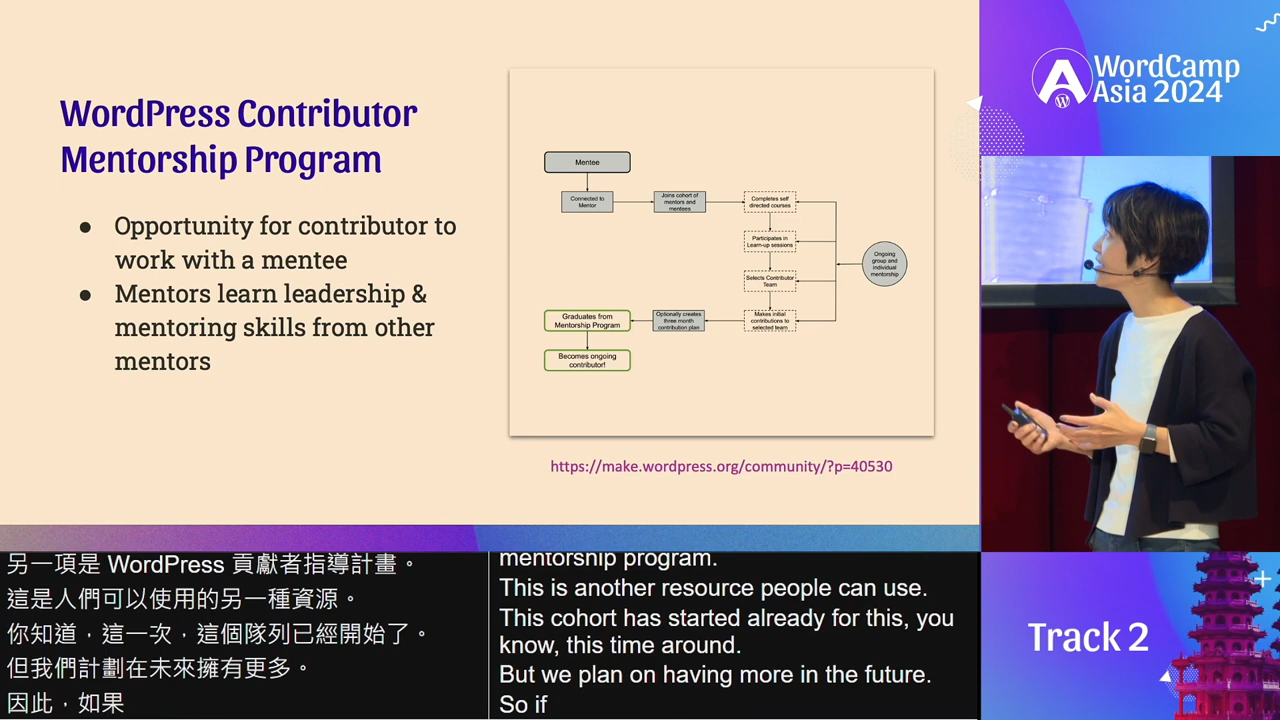 WordPress Contributor
Mentorship Program
● Opportunity for contributor to
work with a mentee
● Mentors learn leadership &
mentoring skills from other
mentors
Mentee
Connected to
Mentor
Joins cohort of
mentors and
mentees
Completes self
directed courses
Participates in
Learn-up sessions
Selects Contributor
Team
Makes initial
contributions to
selected team
Ongoing
group and
individual
mentorship
Optionally creates
three month
contribution plan
Graduates from
Mentorship Program
Becomes ongoing
contributor!
https://make.wordpress.org/community/?p=40530
WordCamp
Asia 2024
另一項是 WordPress 貢獻者指導計畫。
這是人們可以使用的另一種資源。
你知道，這一次，這個隊列已經開始了。
但我們計劃在未來擁有更多。
因此，如果
mentorship program.
This is another resource people can use.
This cohort has started already for this, you
know, this time around.
But we plan on having more in the future.
So if
Track 2